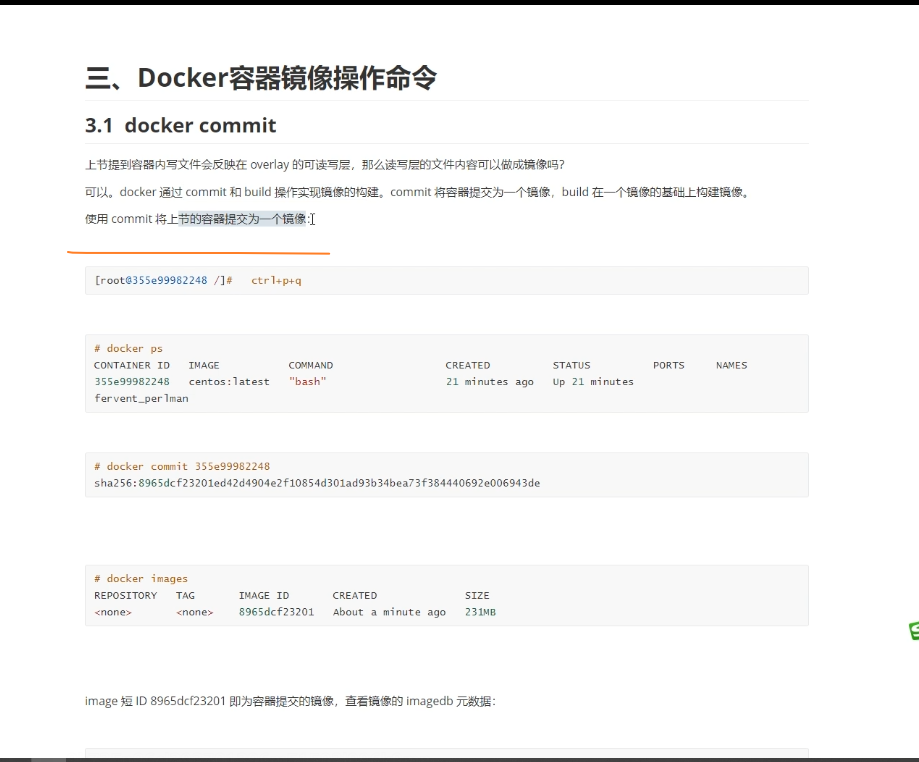 三、Docker容器镜像操作命令
3.1 docker commit
上节提到容器内写文件会反映在 overlay 的可读写层，那么读写层的文件内容可以做成镜像吗?
可以。docker 通过 commit 和 build 操作实现镜像的构建。commit 将容器提交为一个镜像，build 在一个镜像的基础上构建镜像。
使用 commit 将上节的容器提交为一个镜像:
[root@355e99982248 /]# ctrl+p+q
# docker ps
CONTAINER ID IMAGE COMMAND CREATED STATUS PORTS NAMES
355e99982248 centos:latest "bash" 21 minutes ago Up 21 minutes
fervent_perlman
# docker commit 355e99982248
sha256:8965dcf23201ed42d4904e2f10854d301ad93b34bea73f384440692e006943de
# docker images
REPOSITORY TAG IMAGE ID CREATED SIZE
<none> <none> 8965dcf23201 About a minute ago 231MB
image 短 ID 8965dcf23201 即为容器提交的镜像，查看镜像的 imagedb 元数据: